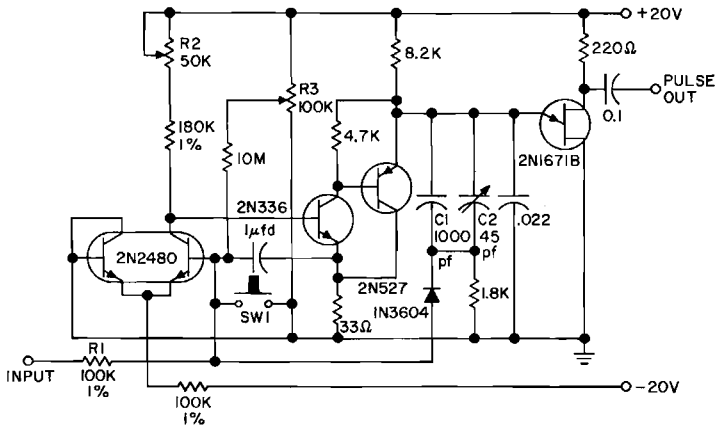 +20V
R2
50K
8.2K
220Ω
R3
100K
PULSE
OUT
0.1
180K
1%
4.7K
10M
2N1671B
2N336
1µfd
C1
1000
pf
C2
45
pf
.022
2N2480
2N527
SW1
1N3604
1.8K
33Ω
R1
INPUT
100K
1%
100K
1%
-20V